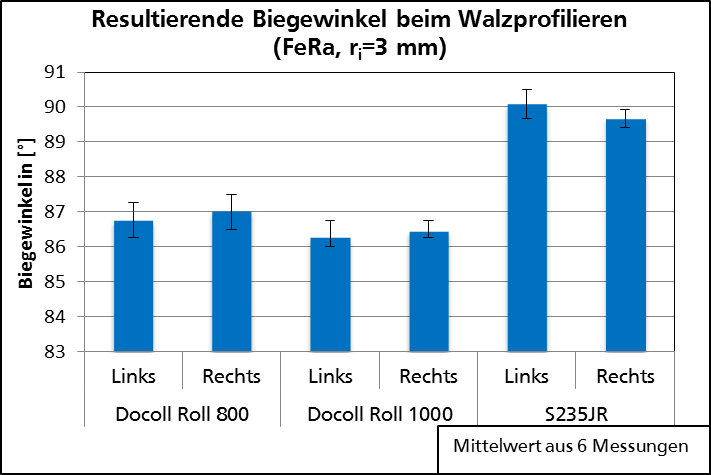 Resultierende Biegewinkel beim Walzprofilieren
(FeRa, ri=3 mm)
Biegewinkel in [°]
91
90
89
88
87
86
85
84
83
Links Rechts Links Rechts Links Rechts
Docoll Roll 800 Docoll Roll 1000 S235JR
Mittelwert aus 6 Messungen